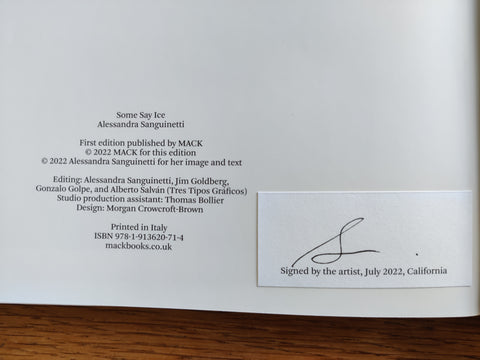 Some Say Ice
Alessandra Sanguinetti
First edition published by MACK
© 2022 MACK for this edition
© 2022 Alessandra Sanguinetti for her image and text
Editing: Alessandra Sanguinetti, Jim Goldberg,
Gonzalo Golpe, and Alberto Salván (Tres Tipos Gráficos)
Studio production assistant: Thomas Bollier
Design: Morgan Crowcroft-Brown
Printed in Italy
ISBN 978-1-913620-71-4
mackbooks.co.uk
Signed by the artist, July 2022, California